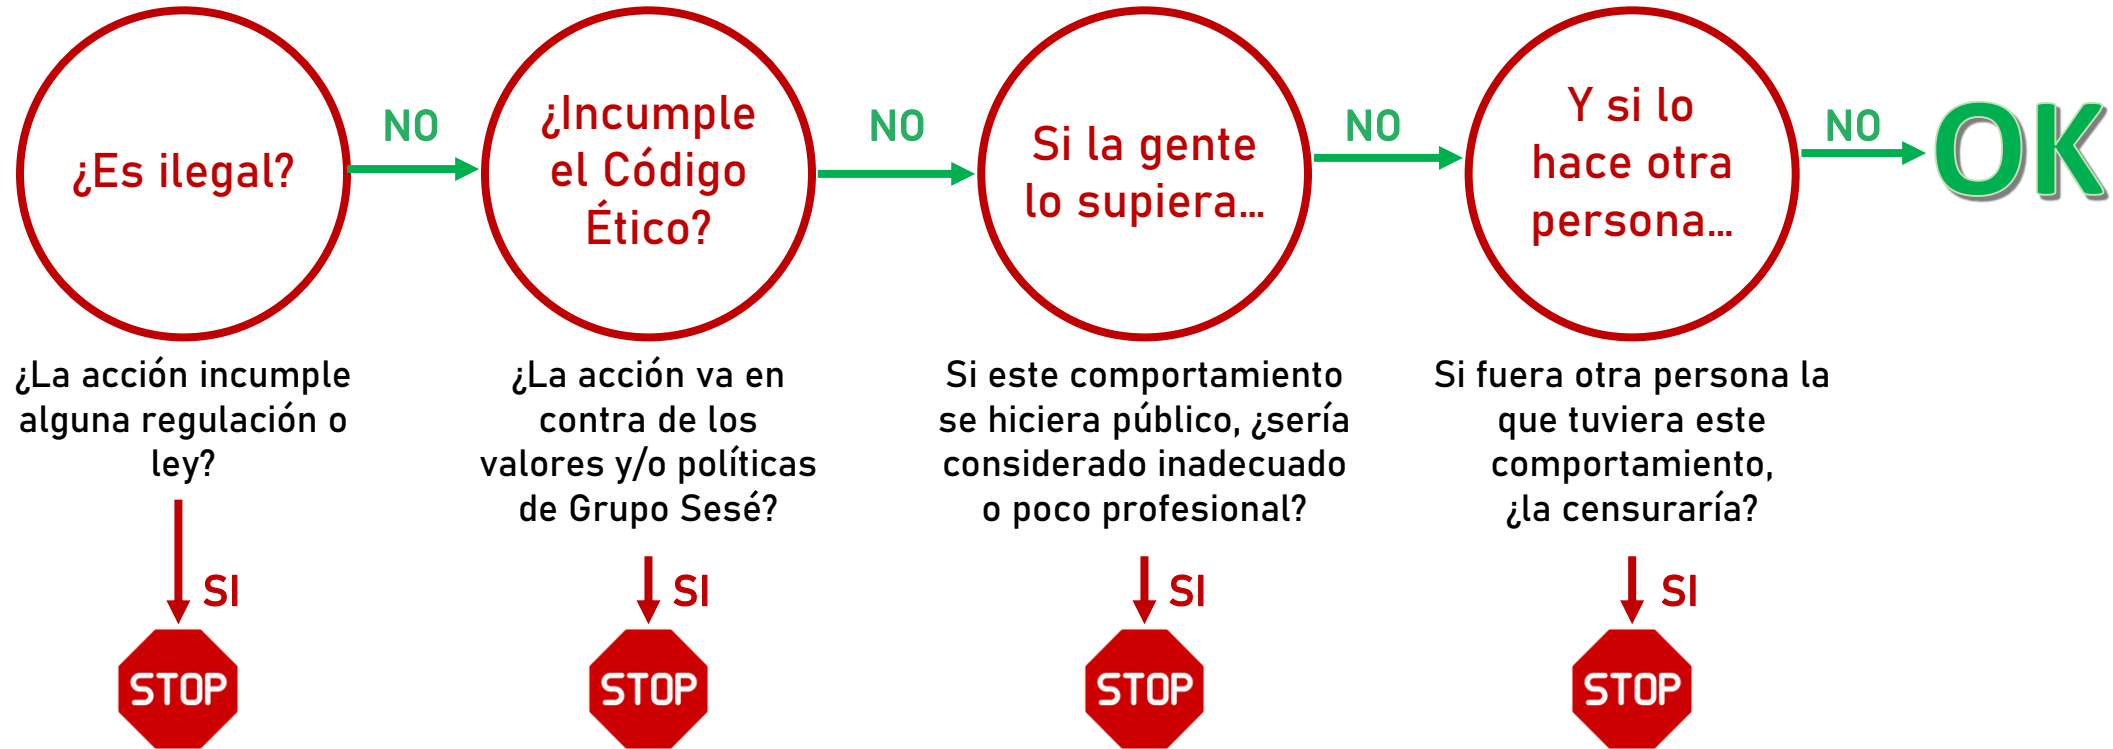 ¿Es ilegal?
NO
¿Incumple
el Código
Ético?
NO
Si la gente
lo supiera...
NO
Y si lo
hace otra
persona...
NO
OK
¿La acción incumple
alguna regulación o
ley?
SI
STOP
¿La acción va en
contra de los
valores y/o políticas
de Grupo Sesé?
SI
STOP
Si este comportamiento
se hiciera público, ¿sería
considerado inadecuado
o poco profesional?
SI
STOP
Si fuera otra persona la
que tuviera este
comportamiento,
¿la censuraría?
SI
STOP